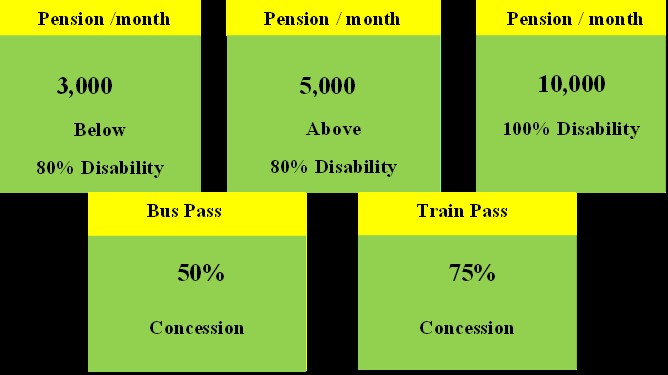 Pension /month
3,000
Below
80% Disability
Pension / month
5,000
Above
80% Disability
Pension / month
10,000
100% Disability
Bus Pass
50%
Concession
Train Pass
75%
Concession